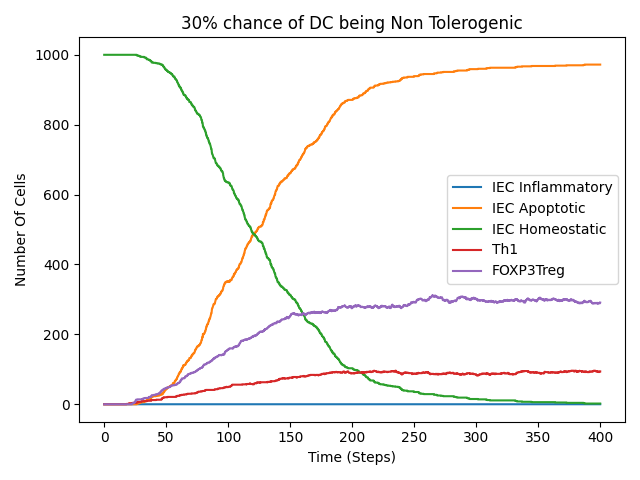 30% chance of DC being Non Tolerogenic
Number Of Cells
1000
800
600
400
200
0
IEC Inflammatory
IEC Apoptotic
IEC Homeostatic
Th1
FOXP3Treg
0 50 100 150 200 250 300 350 400
Time (Steps)